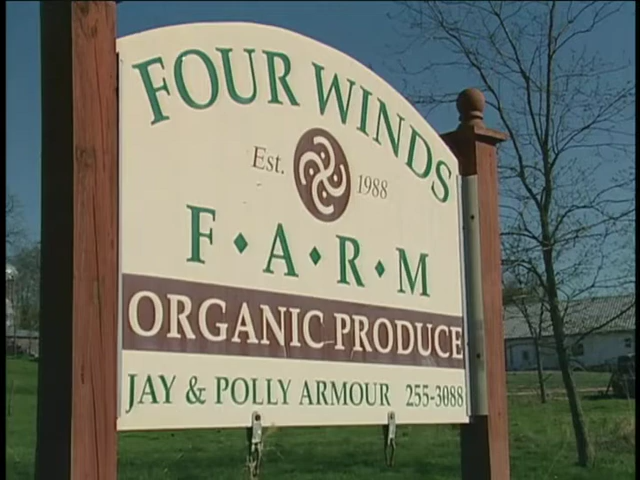 FOUR WINDS
Est. 1988
F♦A♦R♦M
ORGANIC PRODUCE
JAY & POLLY ARMOUR 255-3088